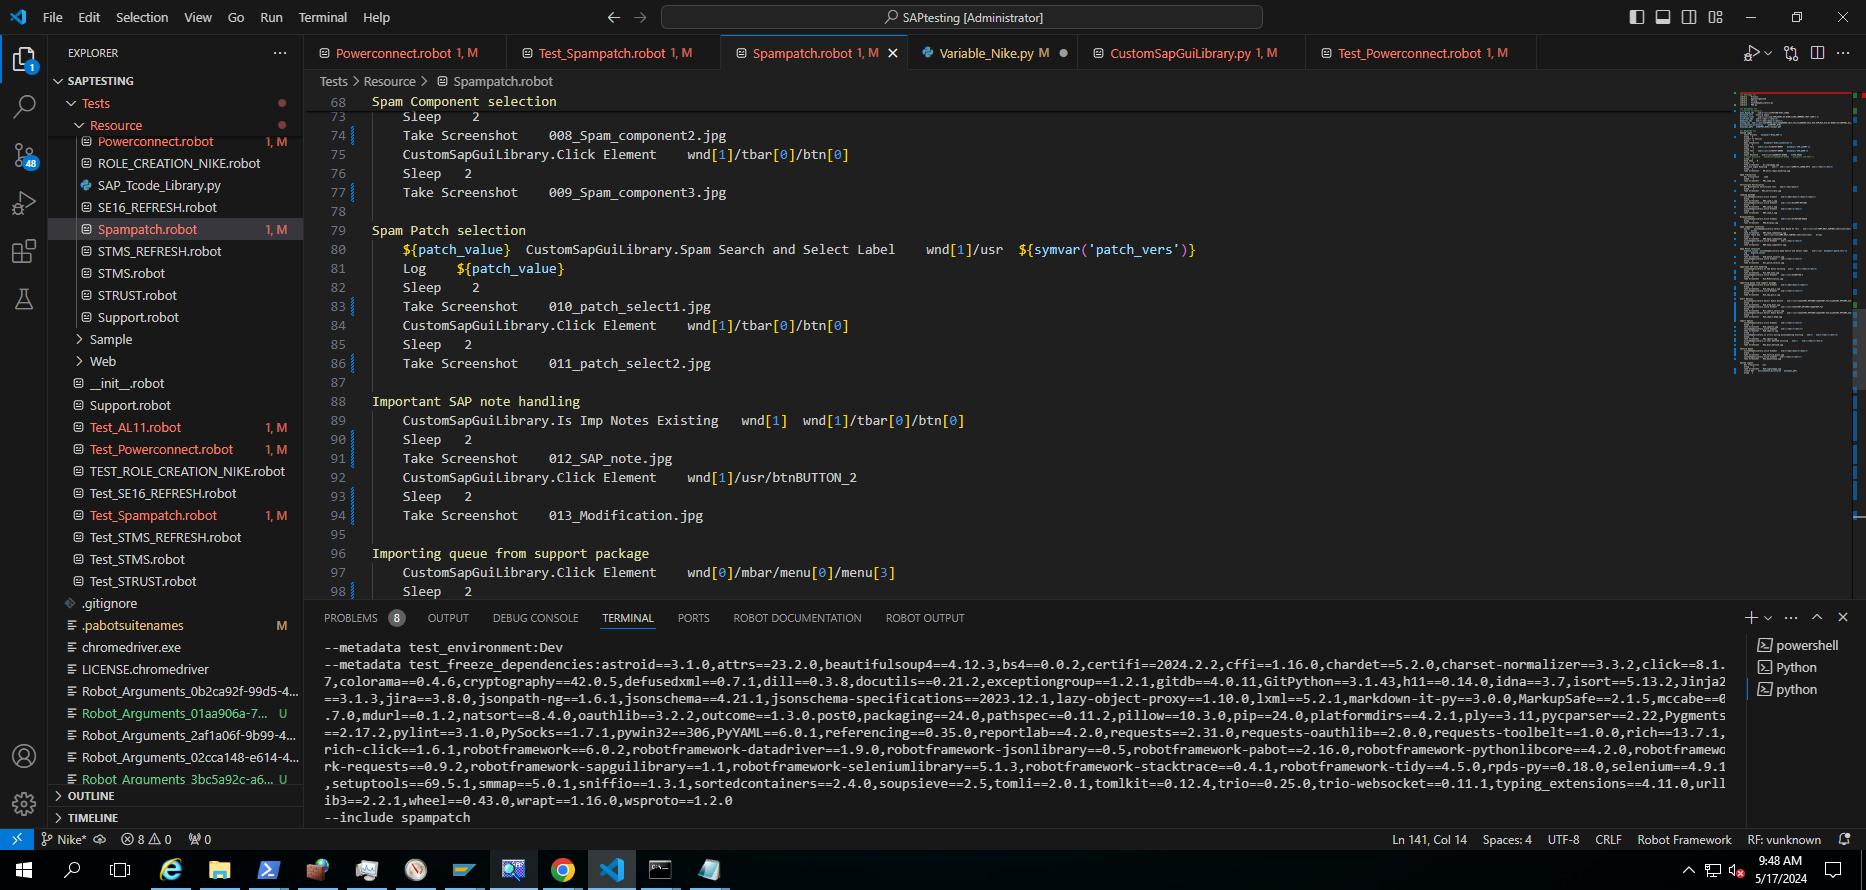 File Edit Selection View Go Run Terminal Help
SAPtesting [Administrator]
EXPLORER
SAPTESTING
Tests
Resource
Powerconnect.robot 1, M
ROLE_CREATION_NIKE.robot
SAP_Tcode_Library.py
SE16_REFRESH.robot
Spampatch.robot 1, M
STMS_REFRESH.robot
STMS.robot
STRUST.robot
Support.robot
Sample
Web
__init__.robot
Support.robot
Test_AL11.robot 1, M
Test_Powerconnect.robot 1, M
TEST_ROLE_CREATION_NIKE.robot
Test_SE16_REFRESH.robot
Test_Spampatch.robot 1, M
Test_STMS_REFRESH.robot
Test_STMS.robot
Test_STRUST.robot
.gitignore
.pabotsuitenames M
chromedriver.exe
LICENSE.chromedriver
Robot_Arguments_0b2ca92f-99d5-4...
Robot_Arguments_01aa906a-7... U
Robot_Arguments_2af1a06f-9b99-4...
Robot_Arguments_02cca148-e614-4...
Robot_Arguments_3bc5a92c-a6... U
OUTLINE
TIMELINE
1
48
Powerconnect.robot 1, M
Test_Spampatch.robot 1, M
Spampatch.robot 1, M
Variable_Nike.py M
CustomSapGuiLibrary.py 1, M
Test_Powerconnect.robot 1, M
Tests > Resource > Spampatch.robot
68 Spam Component selection
73 Sleep 2
74 Take Screenshot 008_Spam_component2.jpg
75 CustomSapGuiLibrary.Click Element wnd[1]/tbar[0]/btn[0]
76 Sleep 2
77 Take Screenshot 009_Spam_component3.jpg
78
79 Spam Patch selection
80 ${patch_value} CustomSapGuiLibrary.Spam Search and Select Label wnd[1]/usr ${symvar('patch_vers')}
81 Log ${patch_value}
82 Sleep 2
83 Take Screenshot 010_patch_select1.jpg
84 CustomSapGuiLibrary.Click Element wnd[1]/tbar[0]/btn[0]
85 Sleep 2
86 Take Screenshot 011_patch_select2.jpg
87
88 Important SAP note handling
89 CustomSapGuiLibrary.Is Imp Notes Existing wnd[1] wnd[1]/tbar[0]/btn[0]
90 Sleep 2
91 Take Screenshot 012_SAP_note.jpg
92 CustomSapGuiLibrary.Click Element wnd[1]/usr/btnBUTTON_2
93 Sleep 2
94 Take Screenshot 013_Modification.jpg
95
96 Importing queue from support package
97 CustomSapGuiLibrary.Click Element wnd[0]/mbar/menu[0]/menu[3]
98 Sleep 2
PROBLEMS 8 OUTPUT DEBUG CONSOLE TERMINAL PORTS ROBOT DOCUMENTATION ROBOT OUTPUT
--metadata test_environment:Dev
--metadata test_freeze_dependencies:astroid==3.1.0,attrs==23.2.0,beautifulsoup4==4.12.3,bs4==0.0.2,certifi==2024.2.2,cffi==1.16.0,chardet==5.2.0,charset-normalizer==3.3.2,click==8.1.
7,colorama==0.4.6,cryptography==42.0.5,defusedxml==0.7.1,dill==0.3.8,docutils==0.21.2,exceptiongroup==1.2.1,gitdb==4.0.11,GitPython==3.1.43,h11==0.14.0,idna==3.7,isort==5.13.2,Jinja2
==3.1.3,jira==3.8.0,jsonpath-ng==1.6.1,jsonschema==4.21.1,jsonschema-specifications==2023.12.1,lazy-object-proxy==1.10.0,lxml==5.2.1,markdown-it-py==3.0.0,MarkupSafe==2.1.5,mccabe==0
.7.0,mdurl==0.1.2,natsort==8.4.0,oauthlib==3.2.2,outcome==1.3.0.post0,packaging==24.0,pathspec==0.11.2,pillow==10.3.0,pip==24.0,platformdirs==4.2.1,ply==3.11,pycparser==2.22,Pygments
==2.17.2,pylint==3.1.0,PySocks==1.7.1,pywin32==306,PyYAML==6.0.1,referencing==0.35.0,reportlab==4.2.0,requests==2.31.0,requests-oauthlib==2.0.0,requests-toolbelt==1.0.0,rich==13.7.1,
rich-click==1.6.1,robotframework==6.0.2,robotframework-datadriver==1.9.0,robotframework-jsonlibrary==0.5,robotframework-pabot==2.16.0,robotframework-pythonlibcore==4.2.0,robotframewo
rk-requests==0.9.2,robotframework-sapguilibrary==1.1,robotframework-seleniumlibrary==5.1.3,robotframework-stacktrace==0.4.1,robotframework-tidy==4.5.0,rpds-py==0.18.0,selenium==4.9.1
,setuptools==69.5.1,smmap==5.0.1,sniffio==1.3.1,sortedcontainers==2.4.0,soupsieve==2.5,tomli==2.0.1,tomlkit==0.12.4,trio==0.25.0,trio-websocket==0.11.1,typing_extensions==4.11.0,urll
ib3==2.2.1,wheel==0.43.0,wrapt==1.16.0,wsproto==1.2.0
--include spampatch
powershell
Python
python
Nike* 8 0 0
Ln 141, Col 14 Spaces: 4 UTF-8 CRLF Robot Framework RF: vunknown
9:48 AM
5/17/2024